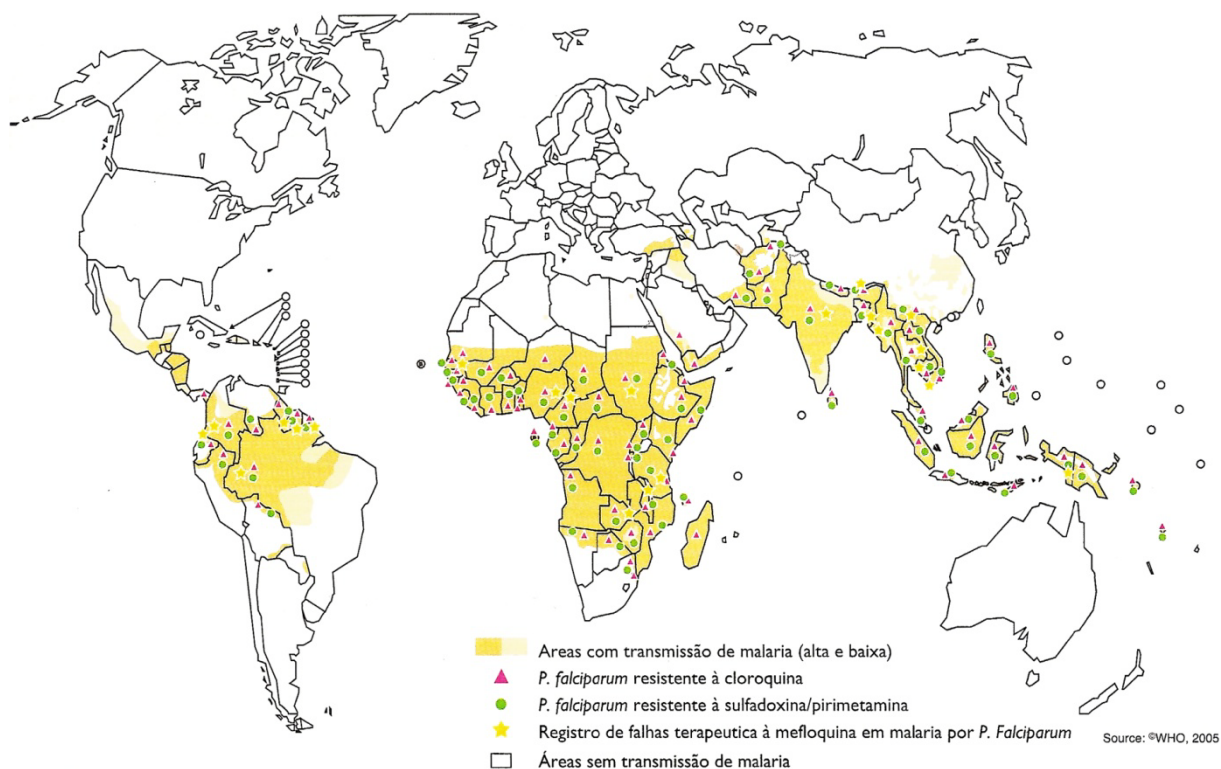 Areas com transmissão de malaria (alta e baixa)
P. falciparum resistente à cloroquina
P. falciparum resistente à sulfadoxina/pirimetamina
Registro de falhas terapeutica à mefloquina em malaria por P. Falciparum
Source: ©WHO, 2005
Áreas sem transmissão de malaria